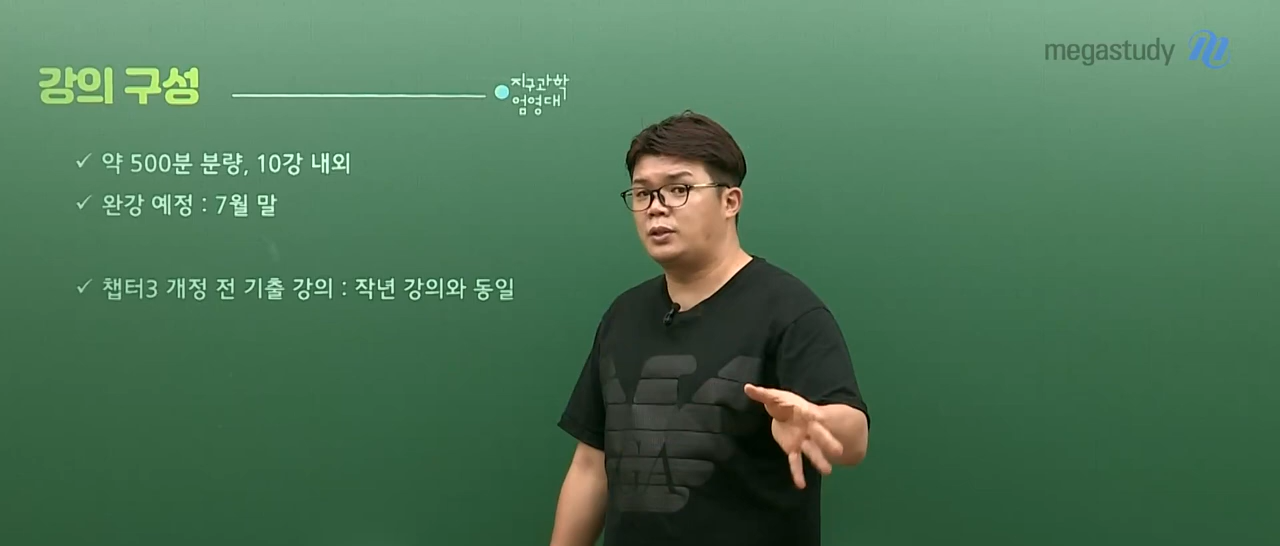 megastudy
강의 구성
지구과학
엄영대
✓ 약 500분 분량, 10강 내외
✓ 완강 예정 : 7월 말
✓ 챕터3 개정 전 기출 강의 : 작년 강의와 동일